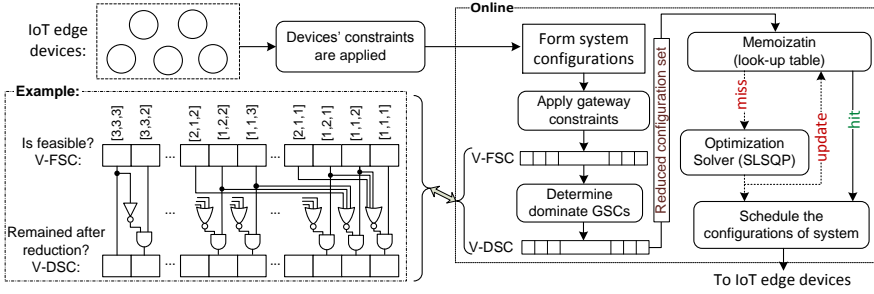 IoT edge
devices:
Devices' constraints
are applied
Online
Form system
configurations
Apply gateway
constraints
V-FSC:
Determine
dominate GSCs
V-DSC:
Reduced configuration set
Memoizatin
(look-up table)
miss
update
hit
Optimization
Solver (SLSQP)
Schedule the
configurations of system
To IoT edge devices
Example:
[3,3,3]
[3,3,2]
[2,1,2]
[1,2,2]
[1,1,3]
[2,1,1]
[1,2,1]
[1,1,2]
[1,1,1]
Is feasible?
V-FSC:
...
...
...
...
Remained after
reduction?
V-DSC:
...
...